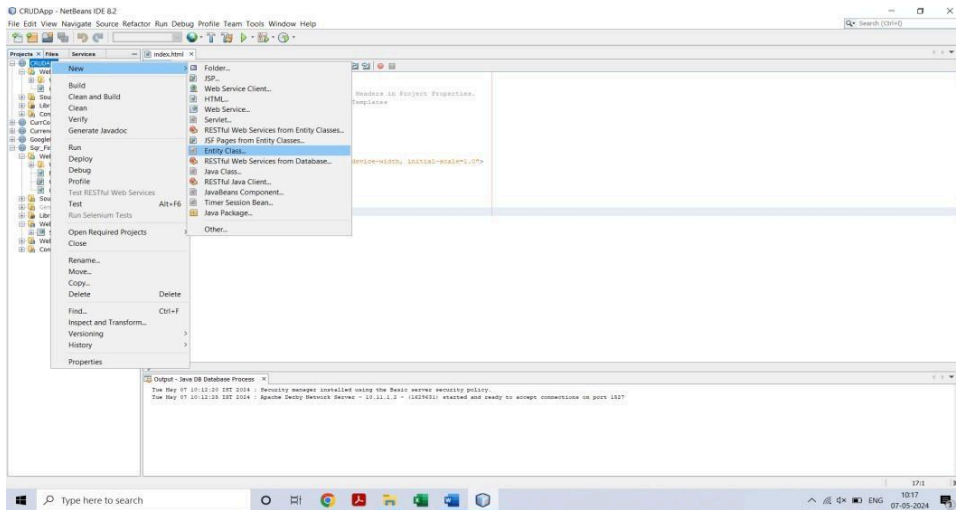 CRUDApp - NetBeans IDE 8.2
File Edit View Navigate Source Refactor Run Debug Profile Team Tools Window Help
Search (Ctrl+I)
Projects Files Services
index.html
New
Build
Clean and Build
Clean
Verify
Generate Javadoc
Run
Deploy
Debug
Profile
Test RESTful Web Services
Test Alt+F6
Run Selenium Tests
Open Required Projects
Close
Rename...
Move...
Copy...
Delete Delete
Find... Ctrl+F
Inspect and Transform...
Versioning
History
Properties
Folder...
JSP...
Web Service Client...
HTML...
Web Service...
Servlet...
RESTful Web Services from Entity Classes...
JSF Pages from Entity Classes...
Entity Class...
RESTful Web Services from Database...
Java Class...
RESTful Java Client...
JavaBeans Component...
Timer Session Bean...
Java Package...
Other...
Headers in Project Properties.
Templates
device-width, initial-scale=1.0">
Output - Java DB Database Process
Tue May 07 10:12:20 IST 2024 : Security manager installed using the Basic server security policy.
Tue May 07 10:12:28 IST 2024 : Apache Derby Network Server - 10.11.1.2 - (1629631) started and ready to accept connections on port 1527
17:1
Type here to search
ENG
10:17
07-05-2024